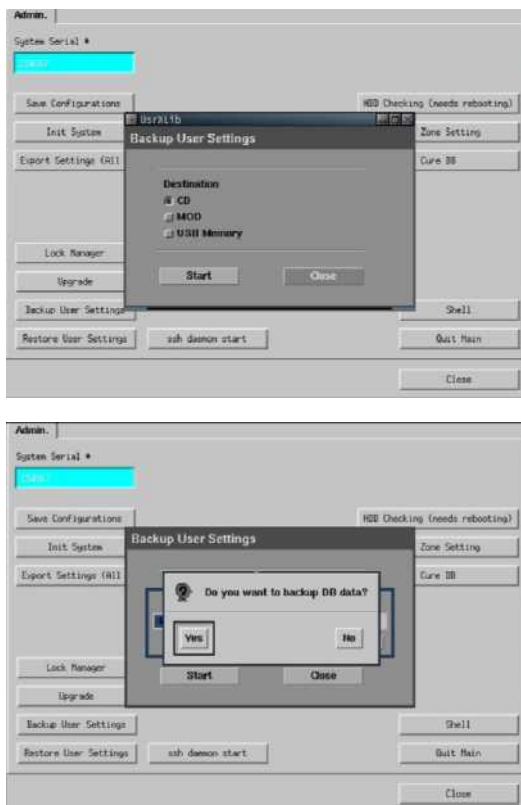 Admin.
System Serial *
Save Configurations
HDD Checking (needs rebooting)
UsrXLib
Init System
Backup User Settings
Zone Setting
Export Settings (All
Cure DB
Destination
CD
MOD
USB Memory
Lock Manager
Start
Close
Upgrade
Backup User Settings
Shell
Restore User Settings
ssh daemon start
Quit Main
Close
Admin.
System Serial *
Save Configurations
HDD Checking (needs rebooting)
Init System
Backup User Settings
Zone Setting
Export Settings (All
Cure DB
Do you want to backup DB data?
Yes
No
Lock Manager
Start
Close
Upgrade
Backup User Settings
Shell
Restore User Settings
ssh daemon start
Quit Main
Close